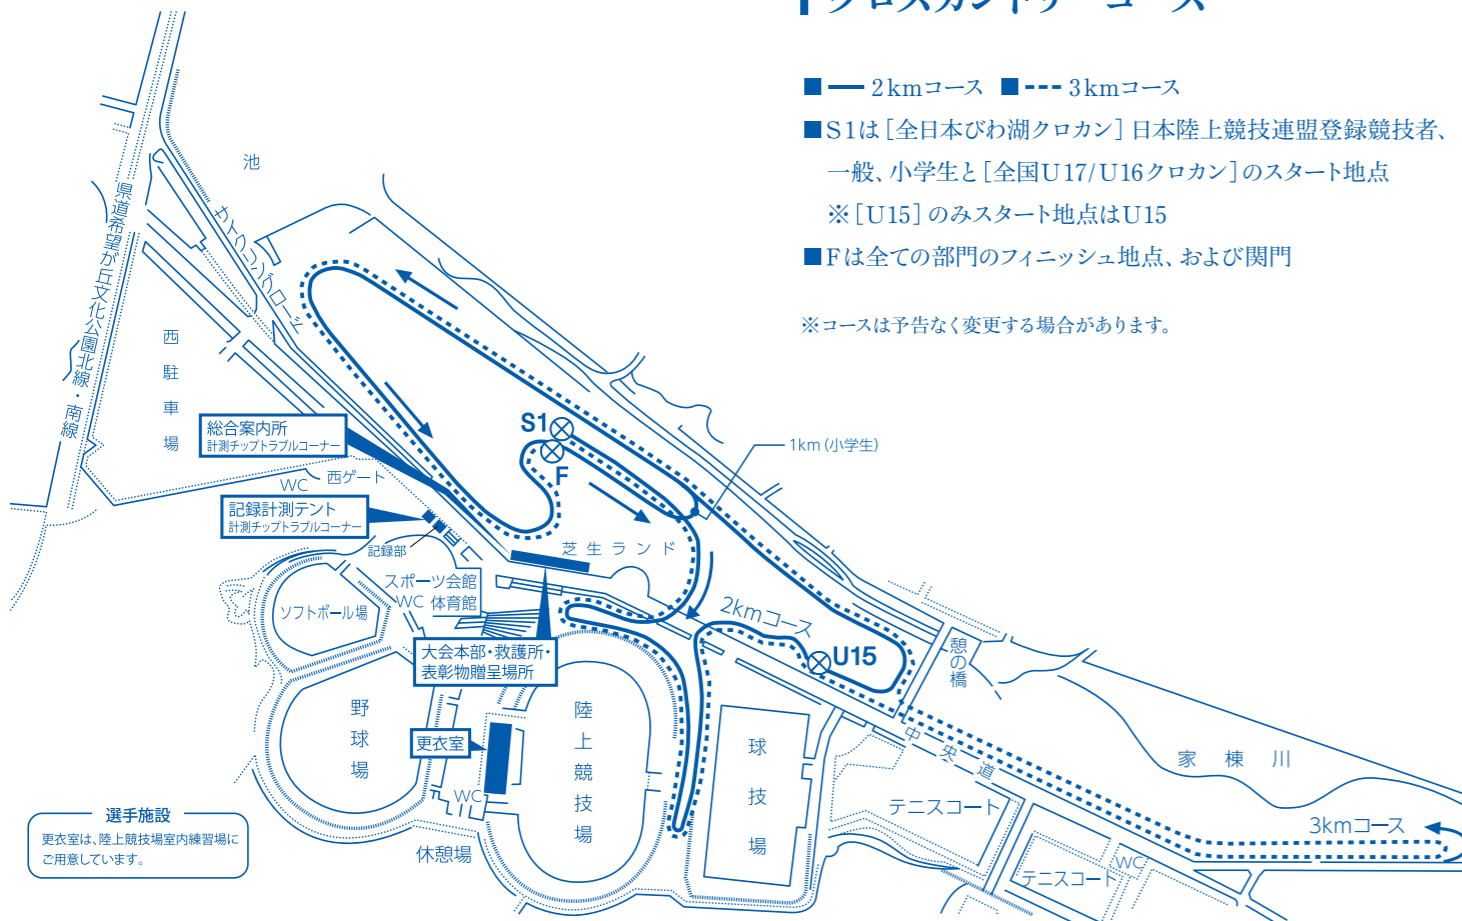 クロスカントリーコース
■ 2kmコース ■ 3kmコース
■S1は[全日本びわ湖クロカン]日本陸上競技連盟登録競技者、
一般、小学生と[全国U17/U16クロカン]のスタート地点
※[U15]のみスタート地点はU15
■Fは全ての部門のフィニッシュ地点、および関門
※コースは予告なく変更する場合があります。
池
県道希望が丘文化公園北線・南線
サイクリングロード
西駐車場
総合案内所
計測チップトラブルコーナー
S1
F
1km(小学生)
WC
西ゲート
記録計測テント
計測チップトラブルコーナー
記録部
芝生ランド
スポーツ会館
WC 体育館
ソフトボール場
2kmコース
U15
憩の橋
大会本部・救護所・
表彰物贈呈場所
野球場
更衣室
陸上競技場
球技場
中央道
家棟川
WC
テニスコート
選手施設
更衣室は、陸上競技場室内練習場に
ご用意しています。
休憩場
3kmコース
WC
テニスコート